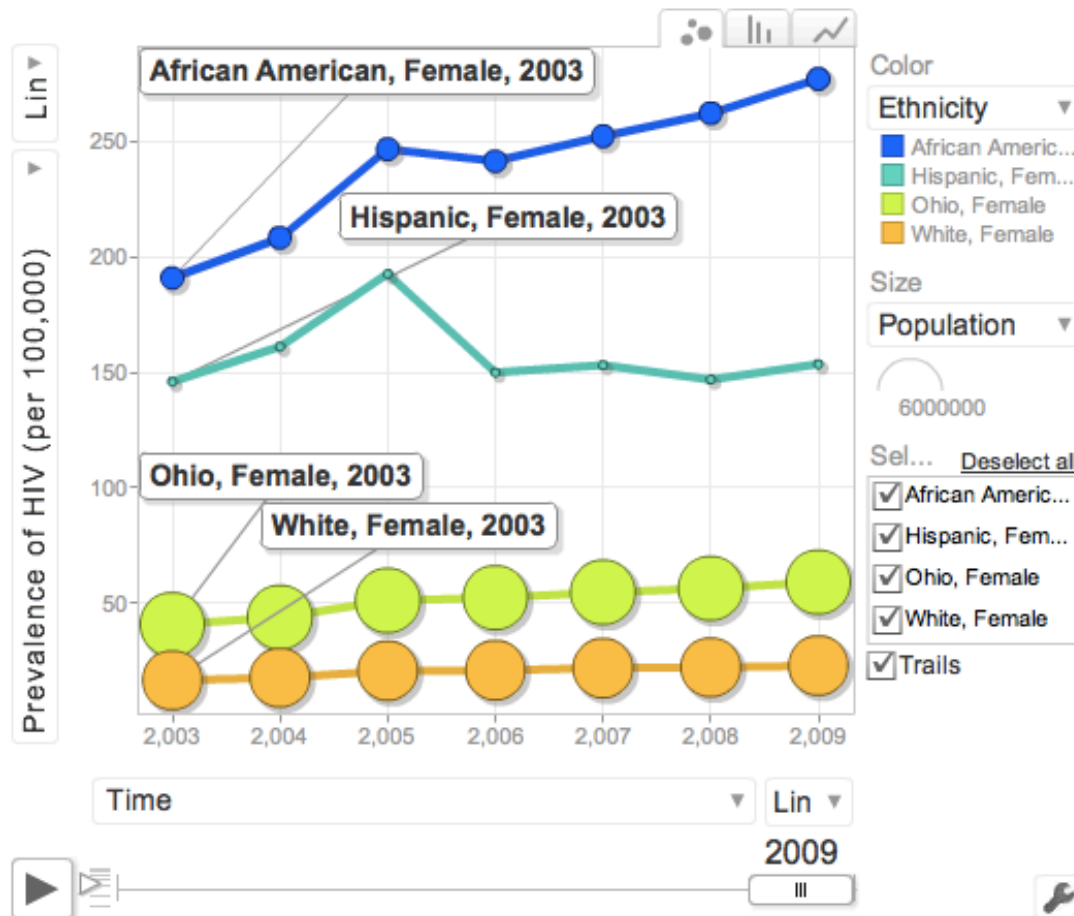 Lin
Prevalence of HIV (per 100,000)
African American, Female, 2003
Hispanic, Female, 2003
Ohio, Female, 2003
White, Female, 2003
250
200
150
100
50
2,003 2,004 2,005 2,006 2,007 2,008 2,009
Time
Lin
2009
Color
Ethnicity
African Americ...
Hispanic, Fem...
Ohio, Female
White, Female
Size
Population
6000000
Sel... Deselect all
African Americ...
Hispanic, Fem...
Ohio, Female
White, Female
Trails